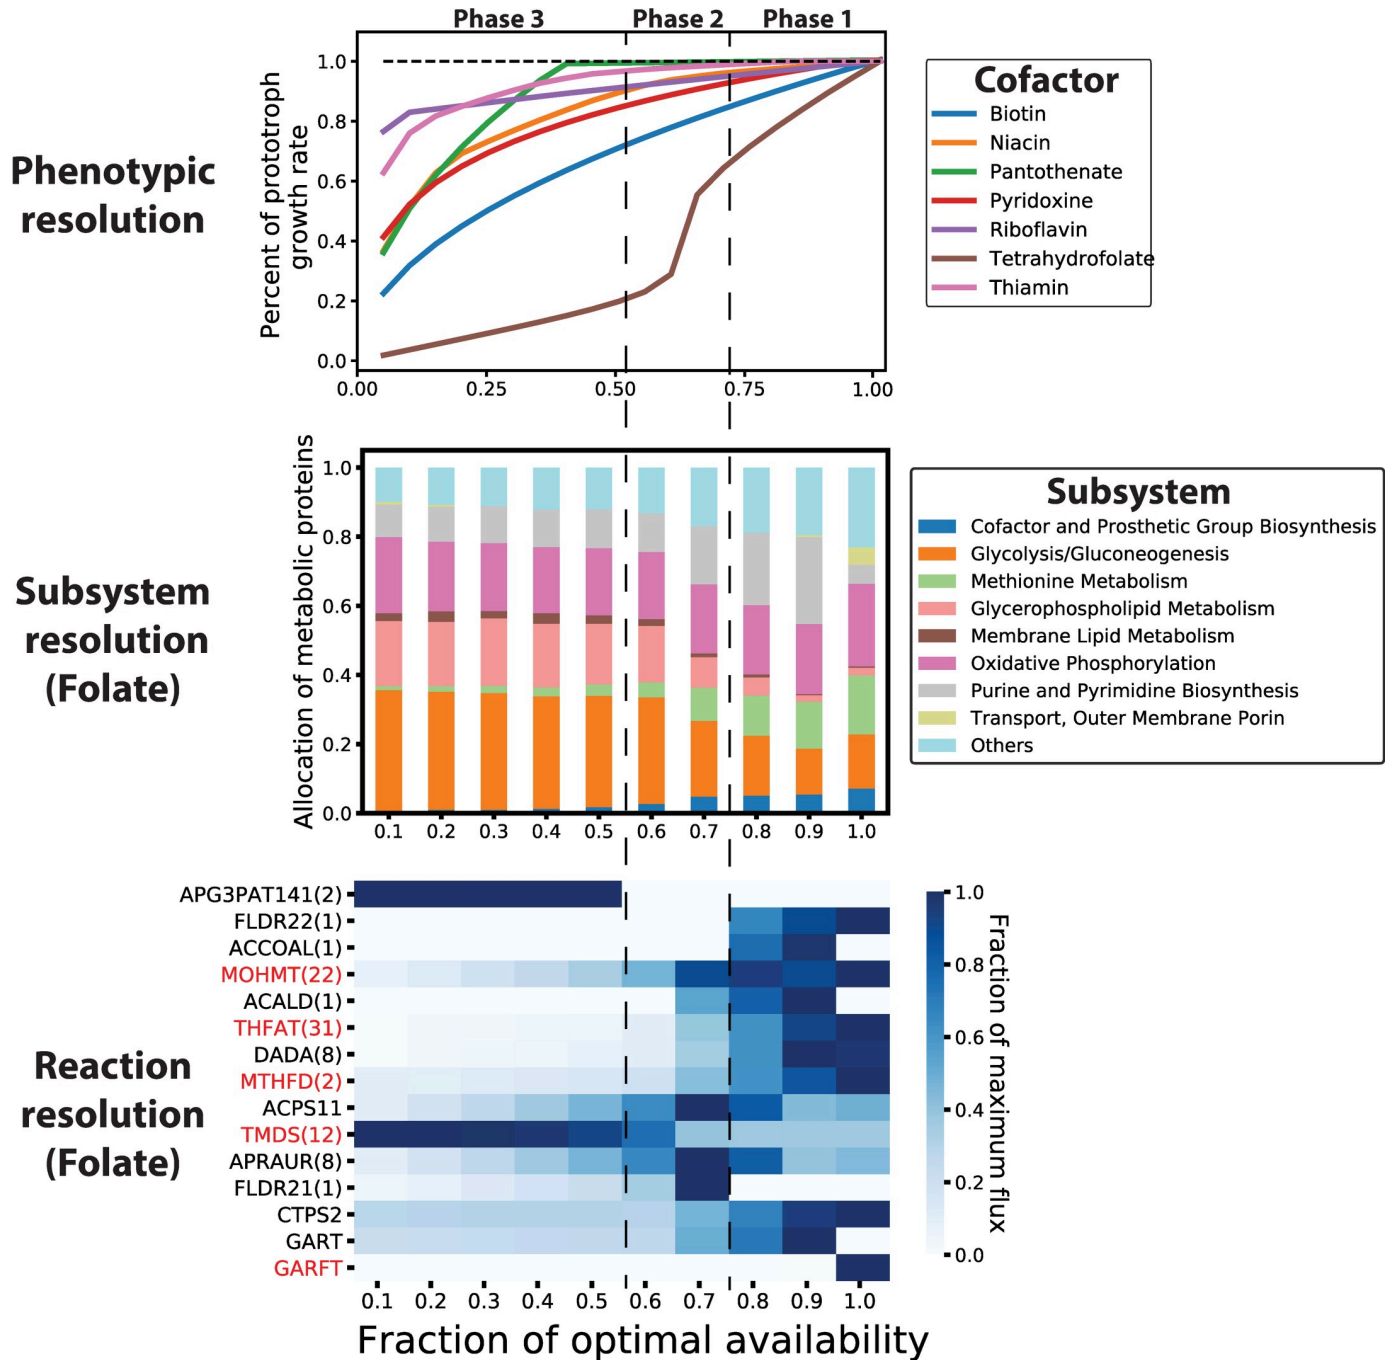 Phase 3
Phase 2
Phase 1
Phenotypic
resolution
Percent of prototroph
growth rate
1.0
0.8
0.6
0.4
0.2
0.0
0.00
0.25
0.50
0.75
1.00
Cofactor
Biotin
Niacin
Pantothenate
Pyridoxine
Riboflavin
Tetrahydrofolate
Thiamin
Subsystem
resolution
(Folate)
Allocation of metabolic proteins
1.0
0.8
0.6
0.4
0.2
0.0
0.1
0.2
0.3
0.4
0.5
0.6
0.7
0.8
0.9
1.0
Subsystem
Cofactor and Prosthetic Group Biosynthesis
Glycolysis/Gluconeogenesis
Methionine Metabolism
Glycerophospholipid Metabolism
Membrane Lipid Metabolism
Oxidative Phosphorylation
Purine and Pyrimidine Biosynthesis
Transport, Outer Membrane Porin
Others
Reaction
resolution
(Folate)
APG3PAT141(2)
FLDR22(1)
ACCOAL(1)
MOHMT(22)
ACALD(1)
THFAT(31)
DADA(8)
MTHFD(2)
ACPS11
TMDS(12)
APRAUR(8)
FLDR21(1)
CTPS2
GART
GARFT
0.1
0.2
0.3
0.4
0.5
0.6
0.7
0.8
0.9
1.0
Fraction of optimal availability
1.0
0.8
0.6
0.4
0.2
0.0
Fraction of maximum flux